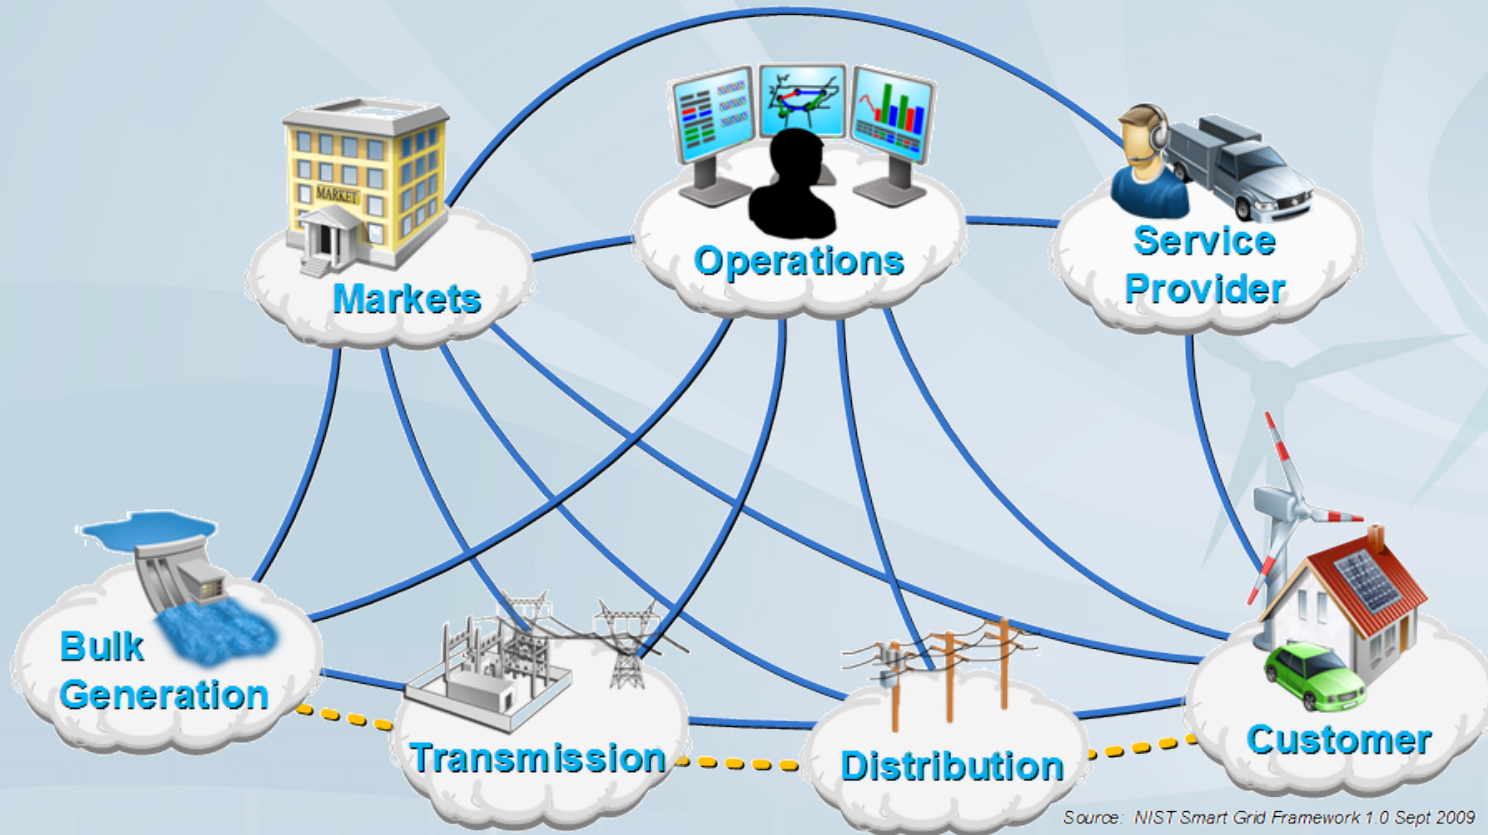 MARKET
Markets
Operations
Service
Provider
Bulk
Generation
Transmission
Distribution
Customer
Source: NIST Smart Grid Framework 1.0 Sept 2009